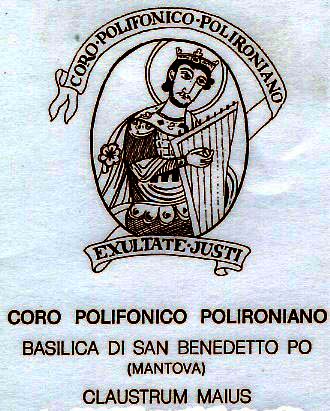 CORO·POLIFONICO·POLIRONIANO
EXULTATE·JUSTI
CORO POLIFONICO POLIRONIANO
BASILICA DI SAN BENEDETTO PO
(MANTOVA)
CLAUSTRUM MAIUS